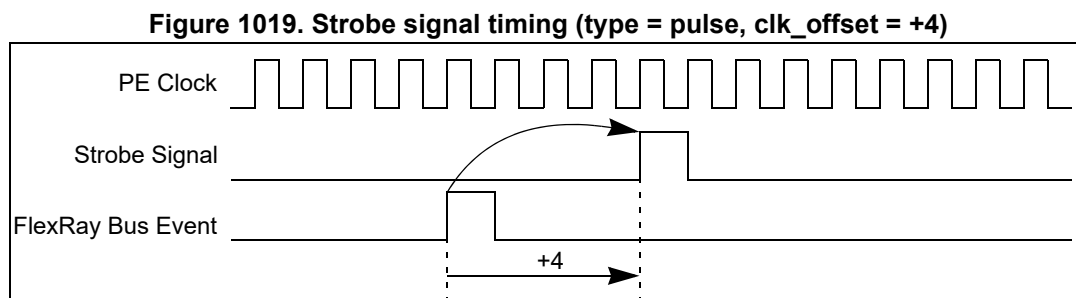 Figure 1019. Strobe signal timing (type = pulse, clk_offset = +4)
PE Clock
Strobe Signal
FlexRay Bus Event
+4